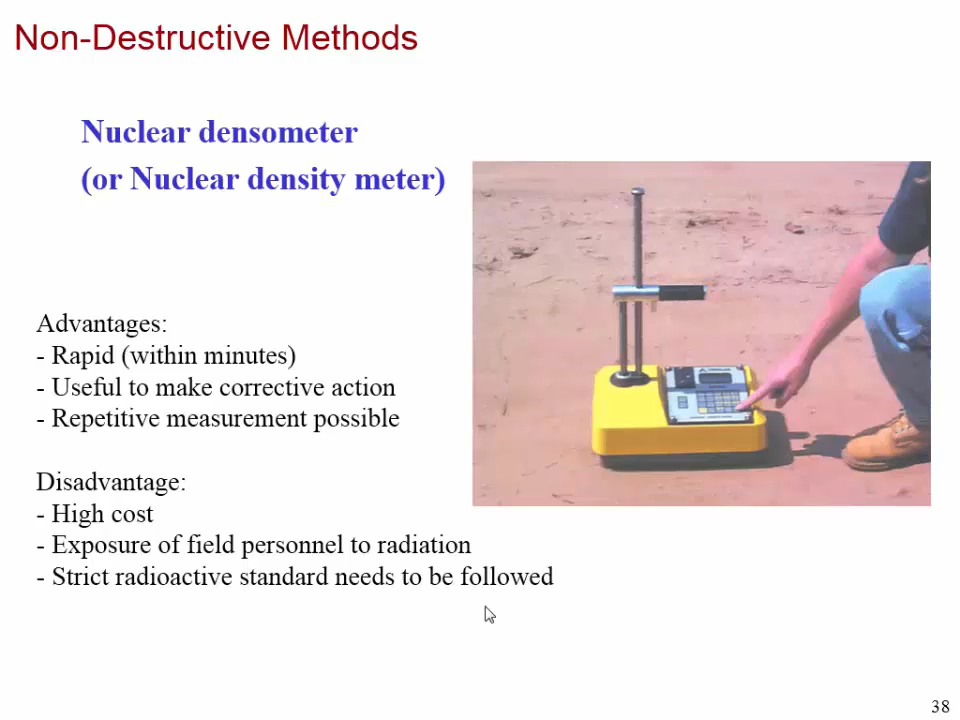 Non-Destructive Methods
Nuclear densometer
(or Nuclear density meter)
Advantages:
- Rapid (within minutes)
- Useful to make corrective action
- Repetitive measurement possible
Disadvantage:
- High cost
- Exposure of field personnel to radiation
- Strict radioactive standard needs to be followed
38